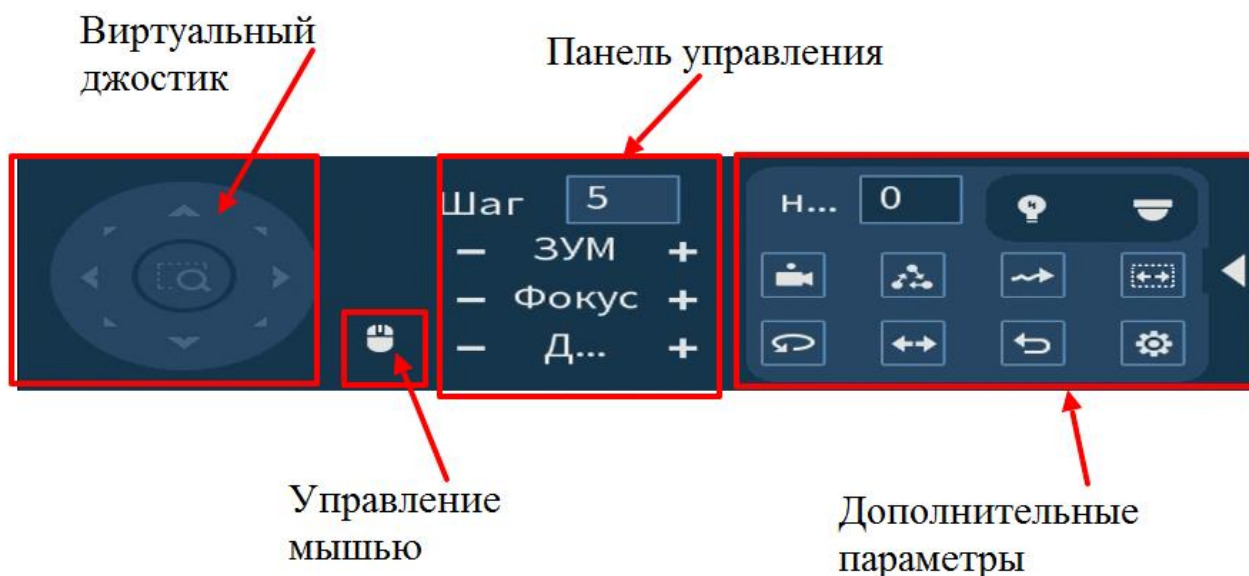 Виртуальный
джостик
Панель управления
Шаг 5
− ЗУМ +
− Фокус +
− Д... +
н... 0
Управление
мышью
Дополнительные
параметры